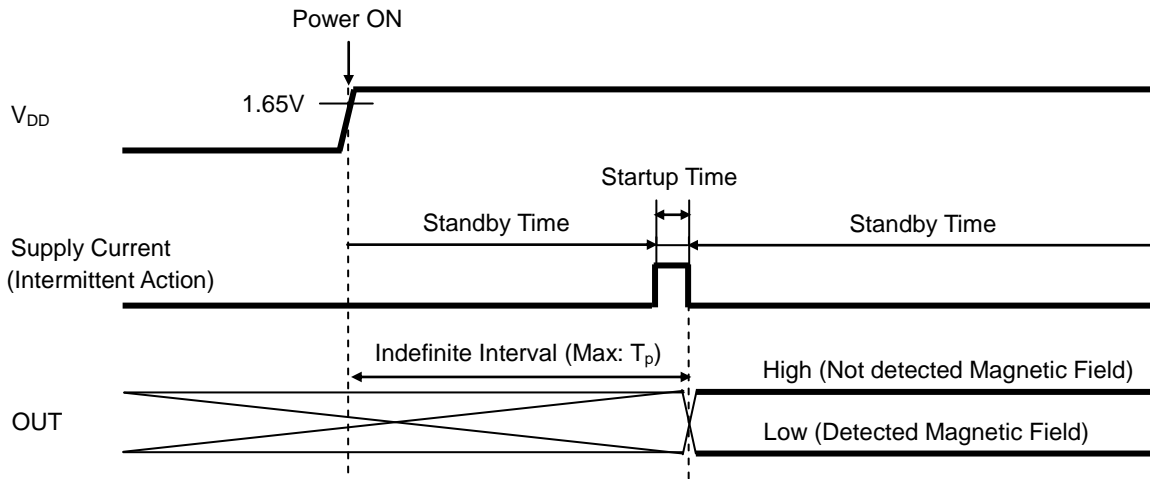 Power ON
1.65V
VDD
Startup Time
Standby Time
Standby Time
Supply Current
(Intermittent Action)
Indefinite Interval (Max: Tp)
High (Not detected Magnetic Field)
OUT
Low (Detected Magnetic Field)